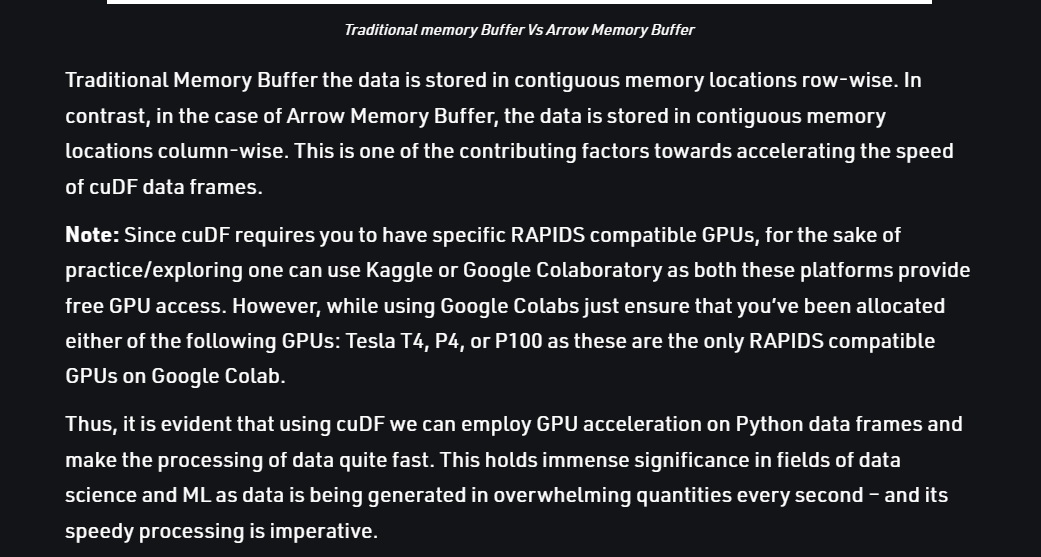 Traditional memory Buffer Vs Arrow Memory Buffer
Traditional Memory Buffer the data is stored in contiguous memory locations row-wise. In
contrast, in the case of Arrow Memory Buffer, the data is stored in contiguous memory
locations column-wise. This is one of the contributing factors towards accelerating the speed
of cuDF data frames.
Note: Since cuDF requires you to have specific RAPIDS compatible GPUs, for the sake of
practice/exploring one can use Kaggle or Google Colaboratory as both these platforms provide
free GPU access. However, while using Google Colabs just ensure that you’ve been allocated
either of the following GPUs: Tesla T4, P4, or P100 as these are the only RAPIDS compatible
GPUs on Google Colab.
Thus, it is evident that using cuDF we can employ GPU acceleration on Python data frames and
make the processing of data quite fast. This holds immense significance in fields of data
science and ML as data is being generated in overwhelming quantities every second – and its
speedy processing is imperative.